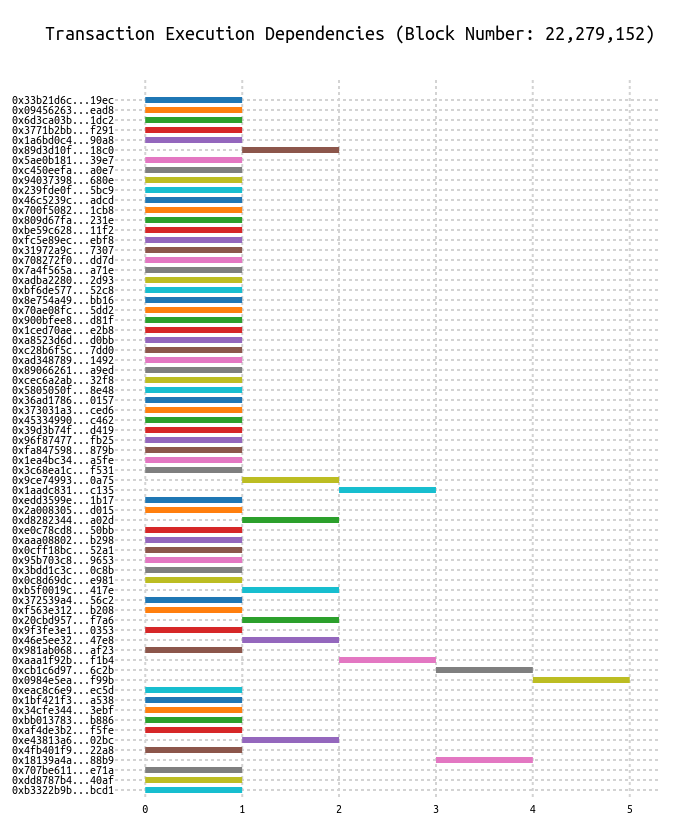 Transaction Execution Dependencies (Block Number: 22,279,152)
0x33b21d6c...19ec
0x09456263...ead8
0x6d3ca03b...1dc2
0x3771b2bb...f291
0x1a6bd0c4...90a8
0x89d3d10f...18c0
0x5ae0b181...39e7
0xc450eefa...a0e7
0x94037398...680e
0x239fde0f...5bc9
0x46c5239c...adcd
0x700f5082...1cb8
0x809d67fa...231e
0xbe59c628...11f2
0xfc5e89ec...ebf8
0x31972a9c...7307
0x708272f0...dd7d
0x7a4f565a...a71e
0xadba2280...2d93
0xbf6de577...52c8
0x8e754a49...bb16
0x70ae08fc...5dd2
0x900bfee8...d81f
0x1ced70ae...e2b8
0xa8523d6d...d0bb
0xc28b6f5c...7dd0
0xad348789...1492
0x89066261...a9ed
0xcec6a2ab...32f8
0x5805050f...8e48
0x36ad1786...0157
0x373031a3...ced6
0x45334990...c462
0x39d3b74f...d419
0x96f87477...fb25
0xfa847598...879b
0x1ea4bc34...a5fe
0x3c68ea1c...f531
0x9ce74993...0a75
0x1aadc831...c135
0xedd3599e...1b17
0x2a008305...d015
0xd8282344...a02d
0xe0c78cd8...50bb
0xaaa08802...b298
0x0cff18bc...52a1
0x95b703c8...9653
0x3bdd1c3c...0c8b
0x0c8d69dc...e981
0xb5f0019c...417e
0x372539a4...56c2
0xf563e312...b208
0x20cbd957...f7a6
0x9f3fe3e1...0353
0x46e5ee32...47e8
0x981ab068...af23
0xaaa1f92b...f1b4
0xcb1c6d97...6c2b
0x0984e5ea...f99b
0xeac8c6e9...ec5d
0x1bf421f3...a538
0x34cfe344...3ebf
0xbb013783...b886
0xaf4de3b2...f5fe
0xe43813a6...02bc
0x4fb401f9...22a8
0x18139a4a...88b9
0x707be611...e71a
0xdd8787b4...40af
0xb3322b9b...bcd1
0 1 2 3 4 5